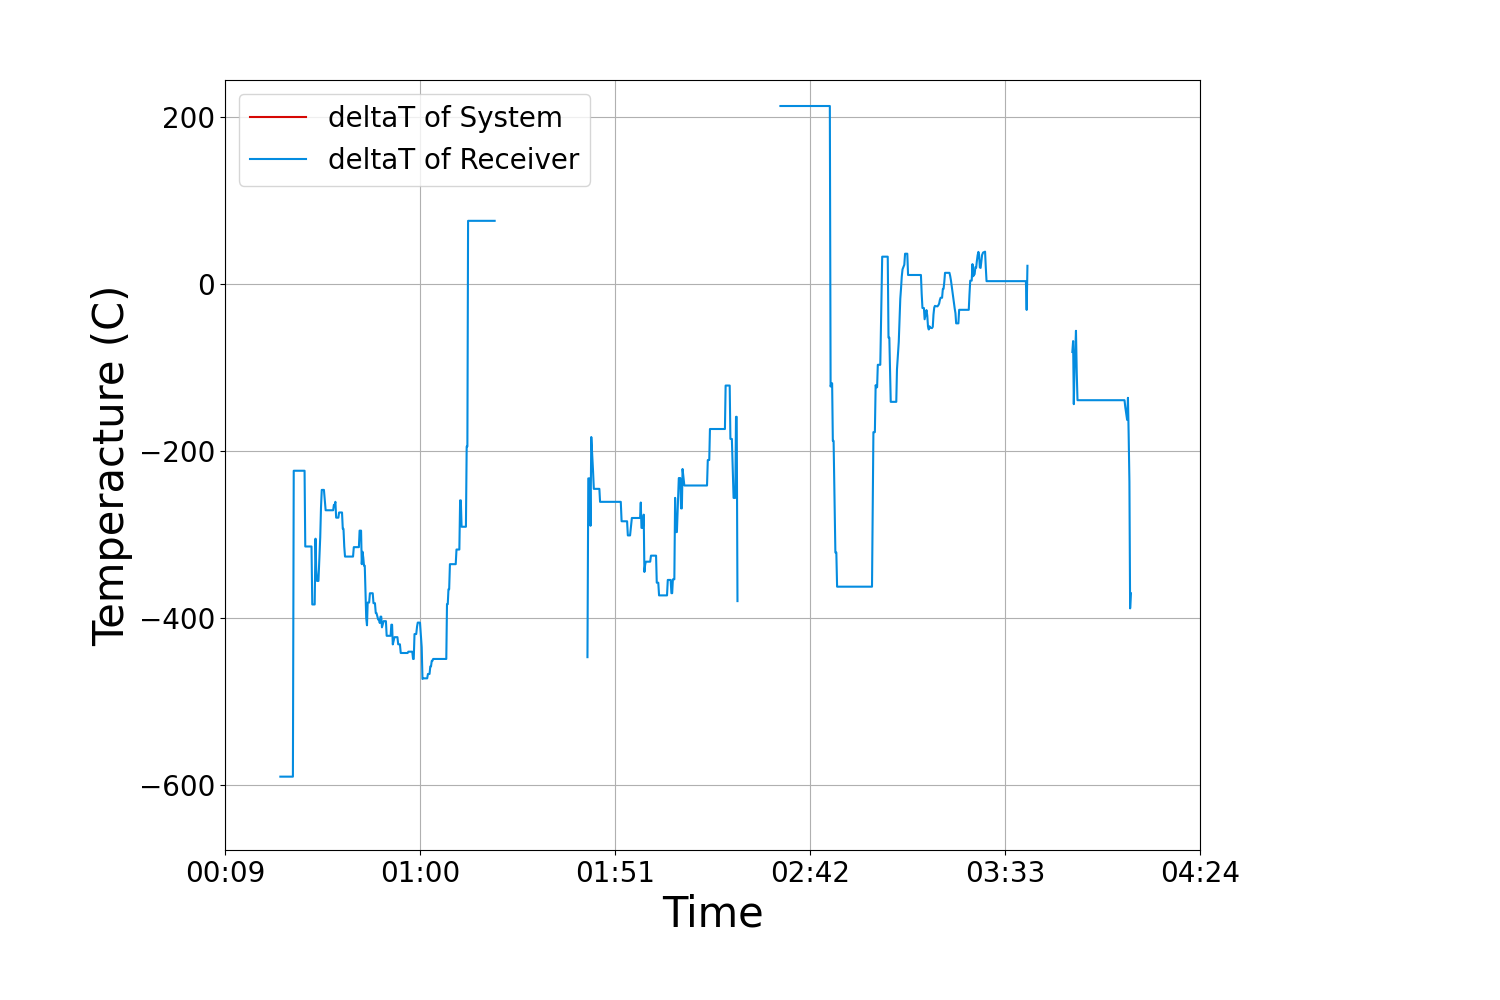 deltaT of System
deltaT of Receiver
200
0
−200
−400
−600
Temperacture (C)
00:09 01:00 01:51 02:42 03:33 04:24
Time